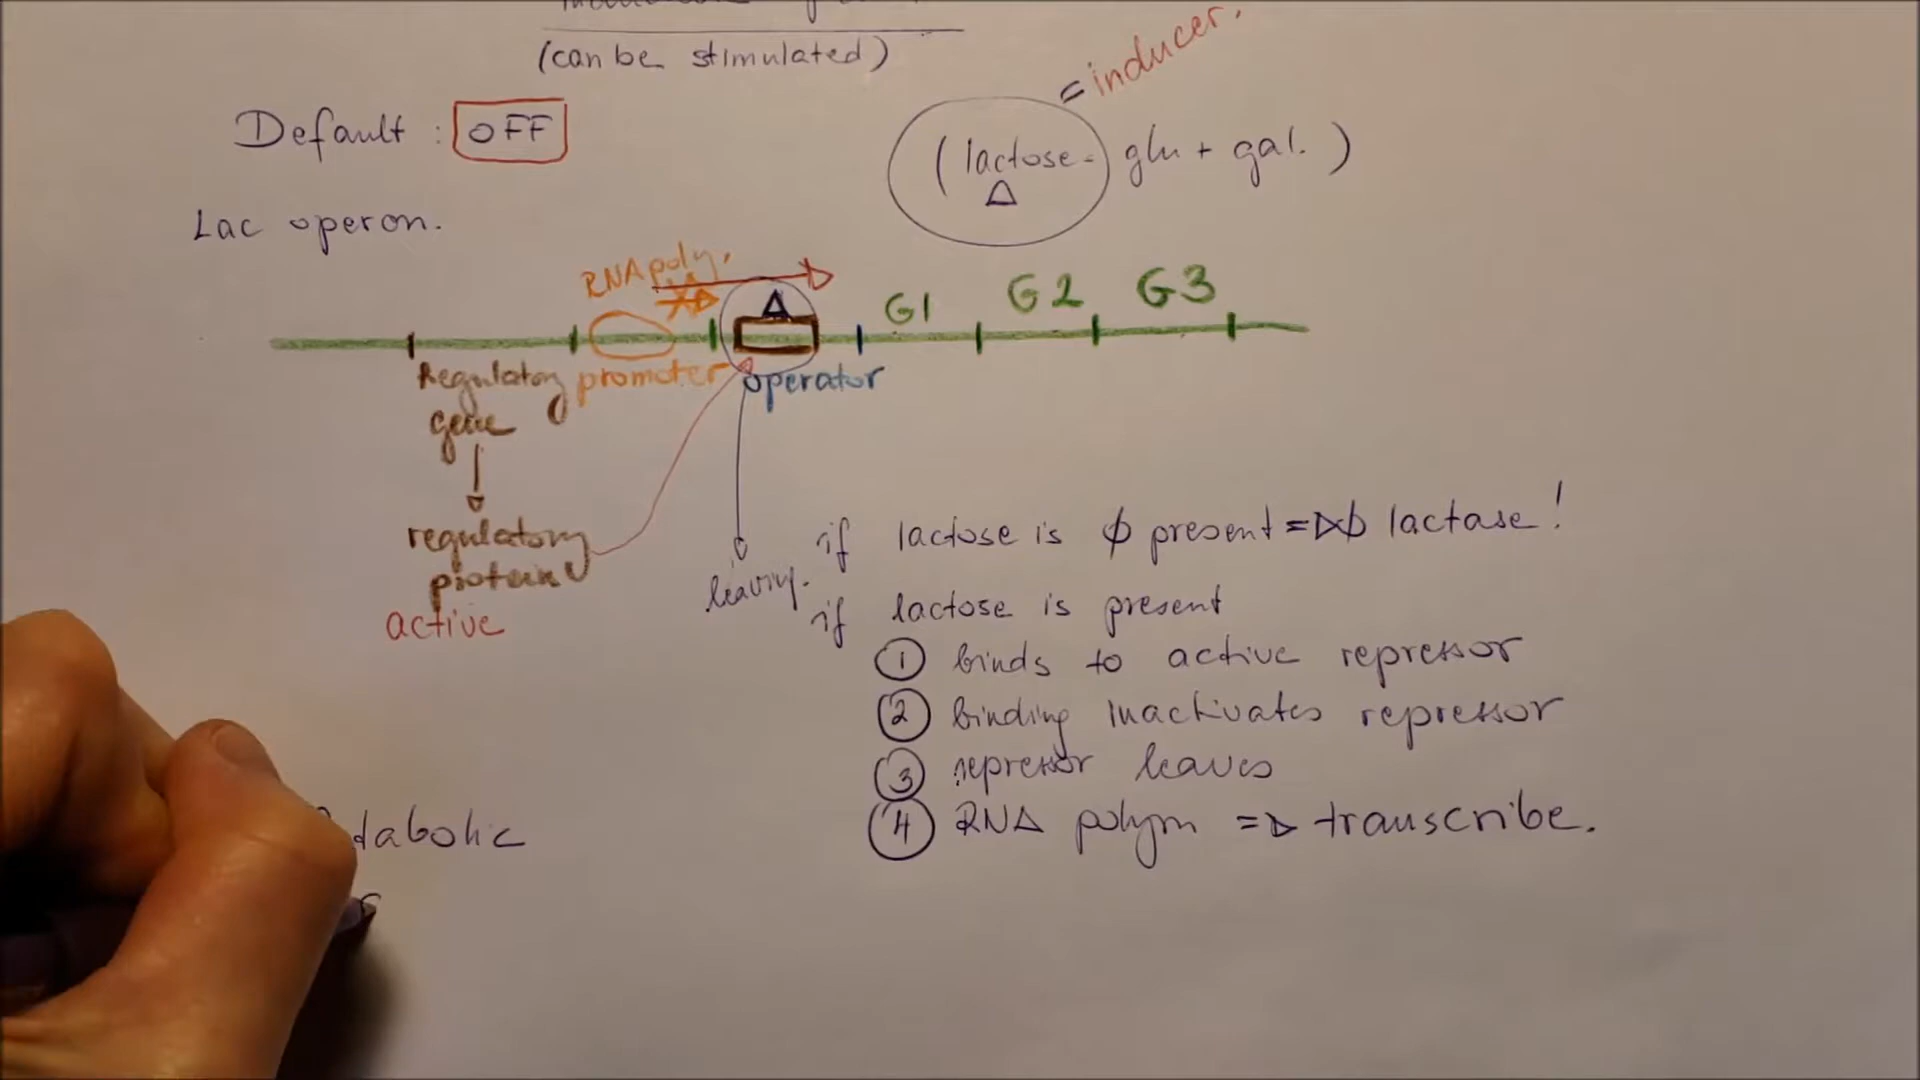 (can be stimulated)
= inducer.
Default : OFF
(lactose = glu + gal. )
Δ
Lac operon.
RNA poly.
Δ
G1 G2 G3
Regulatory gene
promoter
operator
regulatory protein
active
leaving.
if lactose is ϕ present => ϕ lactase!
if lactose is present
1 binds to active repressor
2 binding inactivates repressor
3 repressor leaves
4 RNA polym => transcribe.